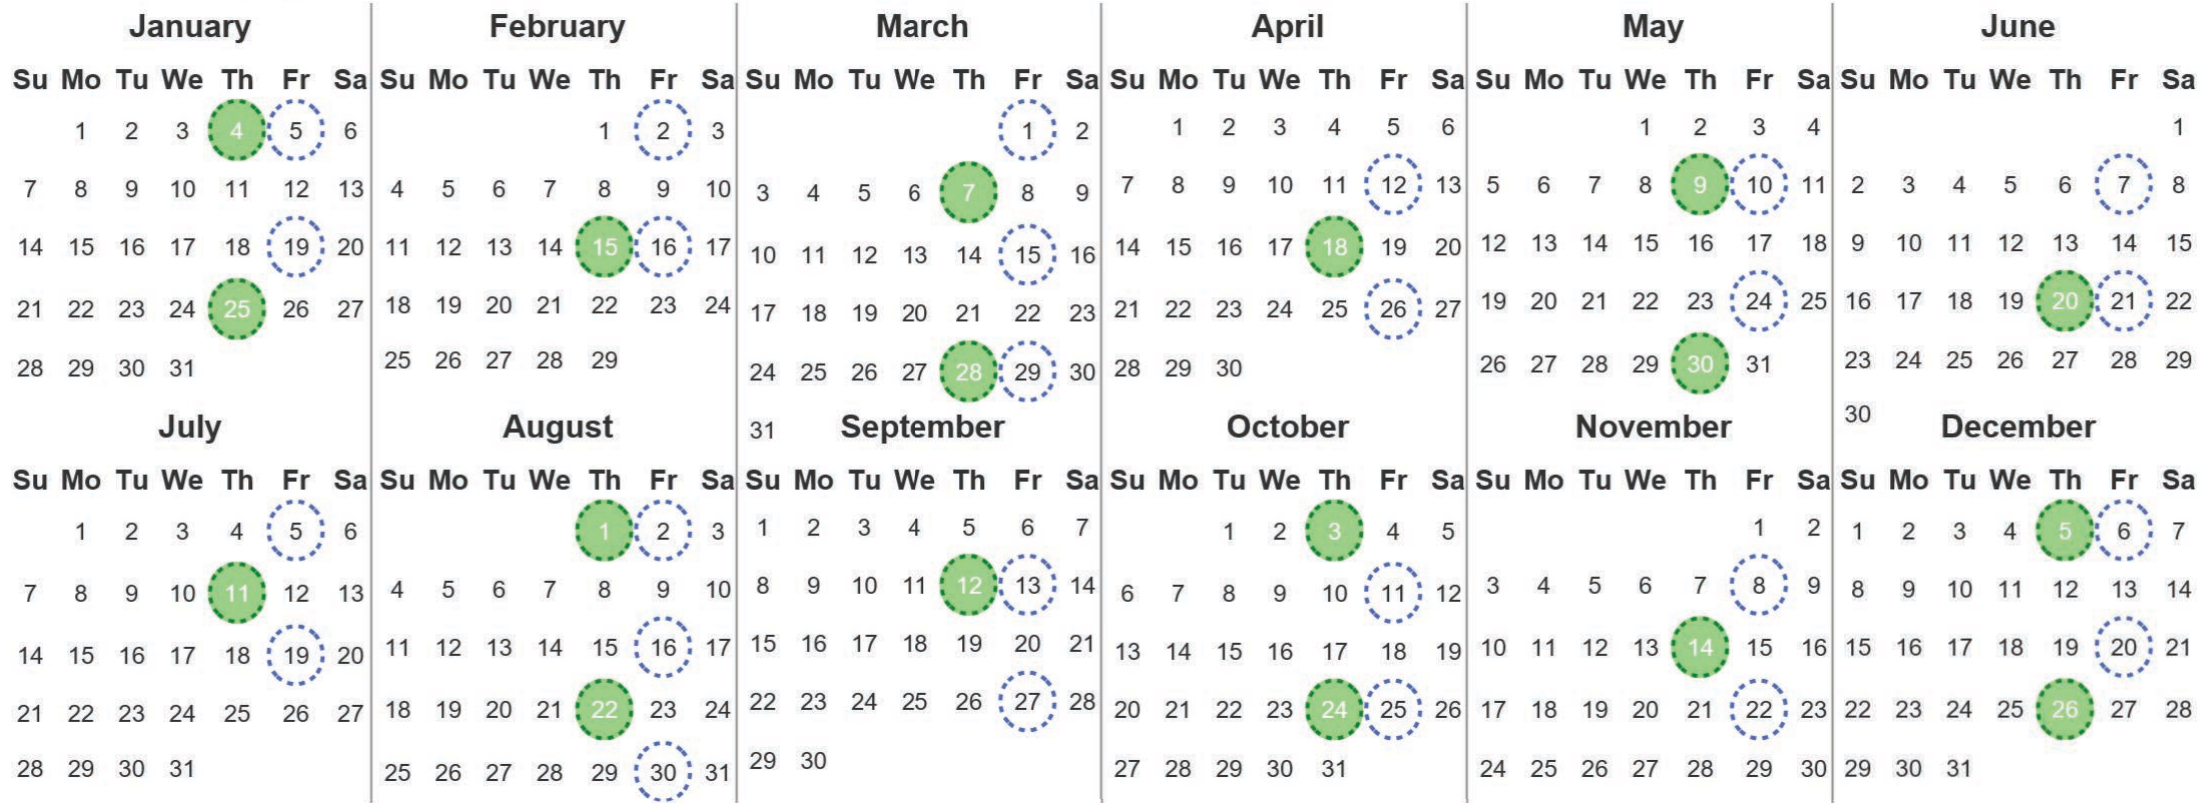 January February March April May June
Su Mo Tu We Th Fr Sa Su Mo Tu We Th Fr Sa Su Mo Tu We Th Fr Sa Su Mo Tu We Th Fr Sa Su Mo Tu We Th Fr Sa Su Mo Tu We Th Fr Sa
1 2 3 4 5 6 1 2 3 1 2 1 2 3 4 5 6 1 2 3 4 1
7 8 9 10 11 12 13 4 5 6 7 8 9 10 3 4 5 6 7 8 9 7 8 9 10 11 12 13 5 6 7 8 9 10 11 2 3 4 5 6 7 8
14 15 16 17 18 19 20 11 12 13 14 15 16 17 10 11 12 13 14 15 16 14 15 16 17 18 19 20 12 13 14 15 16 17 18 9 10 11 12 13 14 15
21 22 23 24 25 26 27 18 19 20 21 22 23 24 17 18 19 20 21 22 23 21 22 23 24 25 26 27 19 20 21 22 23 24 25 16 17 18 19 20 21 22
28 29 30 31 25 26 27 28 29 24 25 26 27 28 29 30 28 29 30 26 27 28 29 30 31 23 24 25 26 27 28 29
31 30
July August September October November December
Su Mo Tu We Th Fr Sa Su Mo Tu We Th Fr Sa Su Mo Tu We Th Fr Sa Su Mo Tu We Th Fr Sa Su Mo Tu We Th Fr Sa Su Mo Tu We Th Fr Sa
1 2 3 4 5 6 1 2 3 1 2 3 4 5 6 7 1 2 3 4 5 1 2 1 2 3 4 5 6 7
7 8 9 10 11 12 13 4 5 6 7 8 9 10 8 9 10 11 12 13 14 6 7 8 9 10 11 12 3 4 5 6 7 8 9 8 9 10 11 12 13 14
14 15 16 17 18 19 20 11 12 13 14 15 16 17 15 16 17 18 19 20 21 13 14 15 16 17 18 19 10 11 12 13 14 15 16 15 16 17 18 19 20 21
21 22 23 24 25 26 27 18 19 20 21 22 23 24 22 23 24 25 26 27 28 20 21 22 23 24 25 26 17 18 19 20 21 22 23 22 23 24 25 26 27 28
28 29 30 31 25 26 27 28 29 30 31 29 30 27 28 29 30 31 24 25 26 27 28 29 30 29 30 31